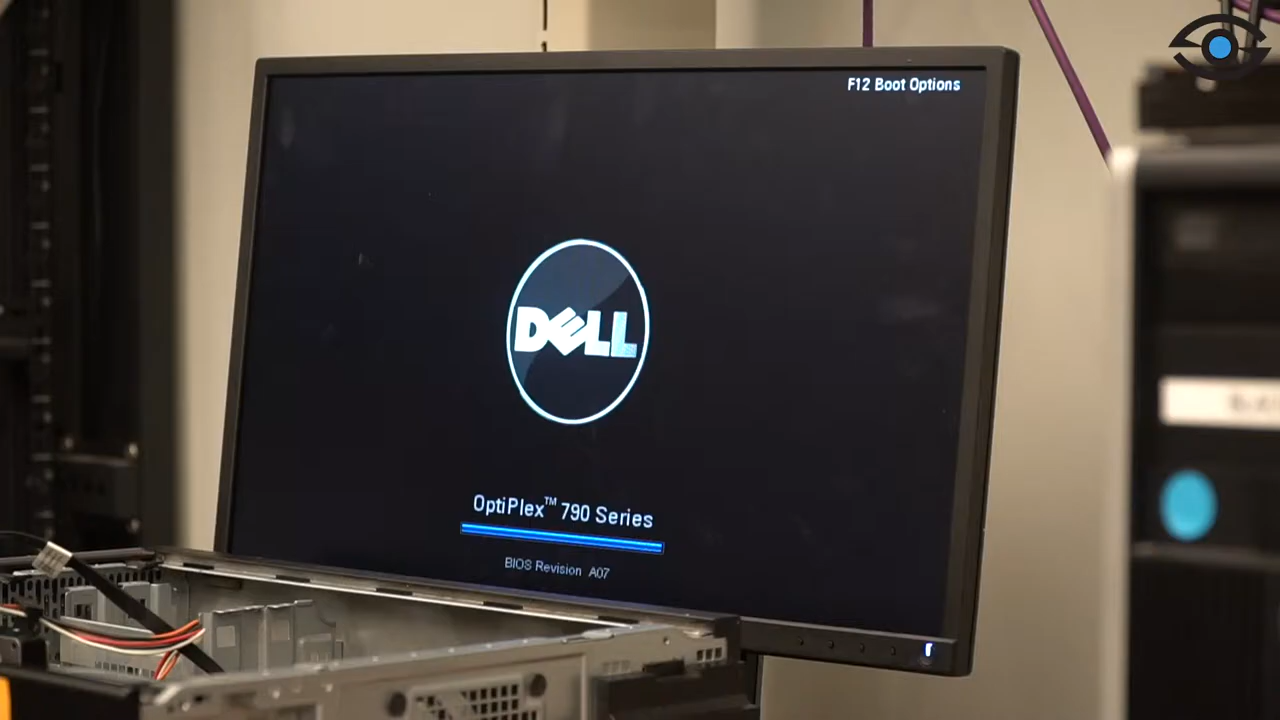 F12 Boot Options
DELL
OptiPlex™ 790 Series
BIOS Revision A07